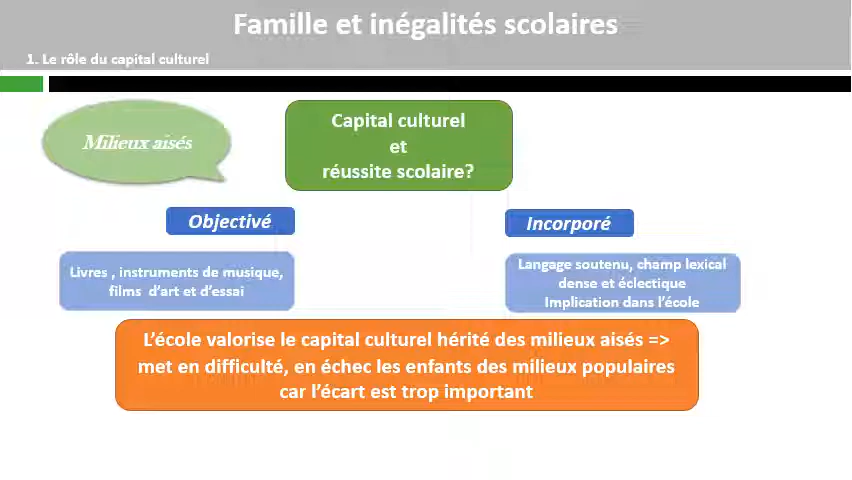 Famille et inégalités scolaires
1. Le rôle du capital culturel
Milieux aisés
Capital culturel
et
réussite scolaire?
Objectivé
Incorporé
Livres , instruments de musique,
films d'art et d'essai
Langage soutenu, champ lexical
dense et éclectique
Implication dans l'école
L'école valorise le capital culturel hérité des milieux aisés =>
met en difficulté, en échec les enfants des milieux populaires
car l'écart est trop important